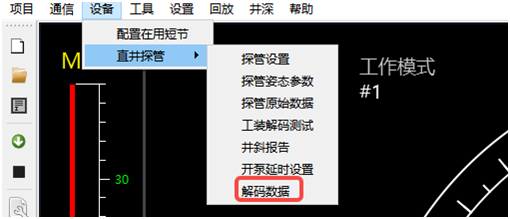 项目 通信 设备 工具 设置 回放 井深 帮助
配置在用短节
直井探管
探管设置
探管姿态参数
探管原始数据
工装解码测试
井斜报告
开泵延时设置
解码数据
M
工作模式
#1
30